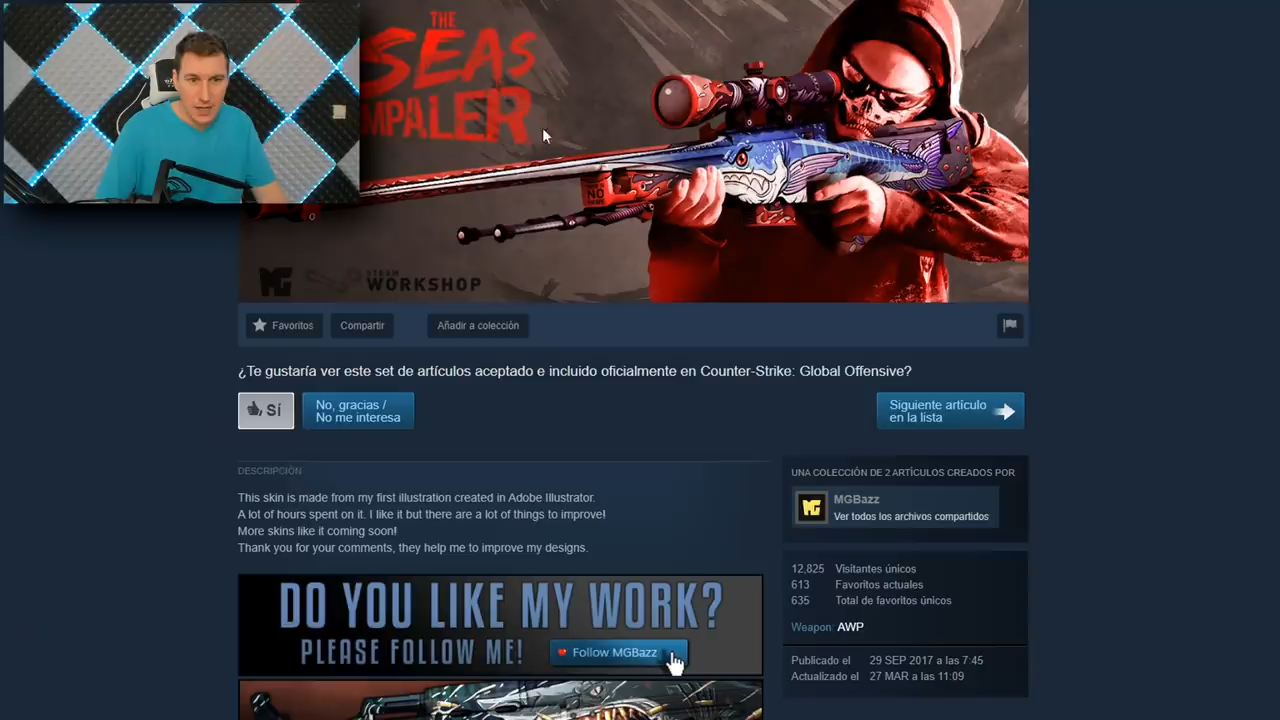 THE
SEAS
MPALER
NO
MG
STEAM
WORKSHOP
Favoritos
Compartir
Añadir a colección
¿Te gustaría ver este set de artículos aceptado e incluido oficialmente en Counter-Strike: Global Offensive?
Sí
No, gracias /
No me interesa
Siguiente artículo
en la lista
DESCRIPCIÓN
This skin is made from my first illustration created in Adobe Illustrator.
A lot of hours spent on it. I like it but there are a lot of things to improve!
More skins like it coming soon!
Thank you for your comments, they help me to improve my designs.
DO YOU LIKE MY WORK?
PLEASE FOLLOW ME!
Follow MGBazz
UNA COLECCIÓN DE 2 ARTÍCULOS CREADOS POR
MG
MGBazz
Ver todos los archivos compartidos
12,825 Visitantes únicos
613 Favoritos actuales
635 Total de favoritos únicos
Weapon: AWP
Publicado el 29 SEP 2017 a las 7:45
Actualizado el 27 MAR a las 11:09